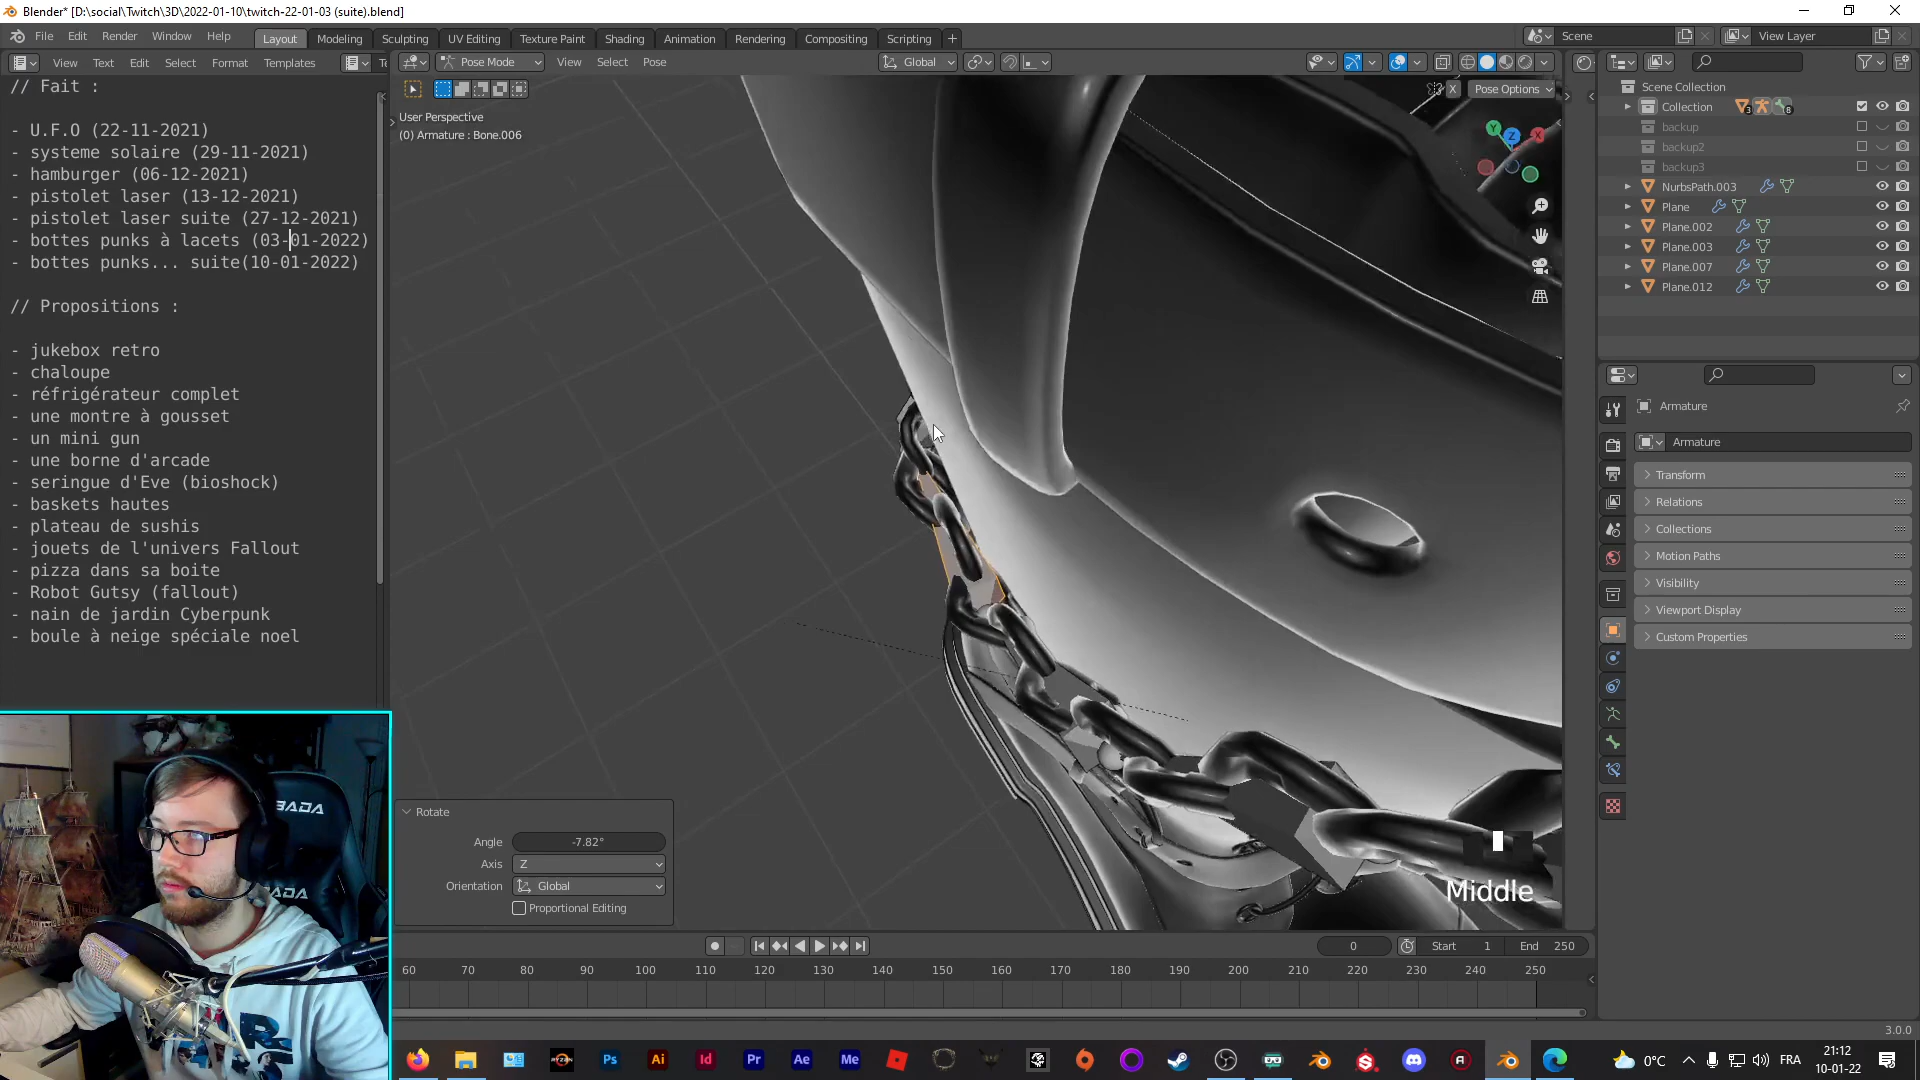 Blender* [D:\social\Twitch\3D\2022-01-10\twitch-22-01-03 (suite).blend]
File Edit Render Window Help
Layout Modeling Sculpting UV Editing Texture Paint Shading Animation Rendering Compositing Scripting +
Scene
View Layer
View Text Edit Select Format Templates
Pose Mode View Select Pose
Global
X Pose Options
User Perspective
(0) Armature : Bone.006
// Fait :
- U.F.O (22-11-2021)
- systeme solaire (29-11-2021)
- hamburger (06-12-2021)
- pistolet laser (13-12-2021)
- pistolet laser suite (27-12-2021)
- bottes punks à lacets (03-01-2022)
- bottes punks... suite(10-01-2022)
// Propositions :
- jukebox retro
- chaloupe
- réfrigérateur complet
- une montre à gousset
- un mini gun
- une borne d'arcade
- seringue d'Eve (bioshock)
- baskets hautes
- plateau de sushis
- jouets de l'univers Fallout
- pizza dans sa boite
- Robot Gutsy (fallout)
- nain de jardin Cyberpunk
- boule à neige spéciale noel
Y Z X
Scene Collection
Collection 3 8
backup
backup2
backup3
NurbsPath.003
Plane
Plane.002
Plane.003
Plane.007
Plane.012
Armature
Armature
Transform
Relations
Collections
Motion Paths
Visibility
Viewport Display
Custom Properties
Rotate
Angle -7.82°
Axis Z
Orientation Global
Proportional Editing
Middle
0 Start 1 End 250
60 70 80 90 100 110 120 130 140 150 160 170 180 190 200 210 220 230 240 250
3.0.0
RYZEN Ps Ai Id Pr Ae Me
0°C FRA
21:12
10-01-22